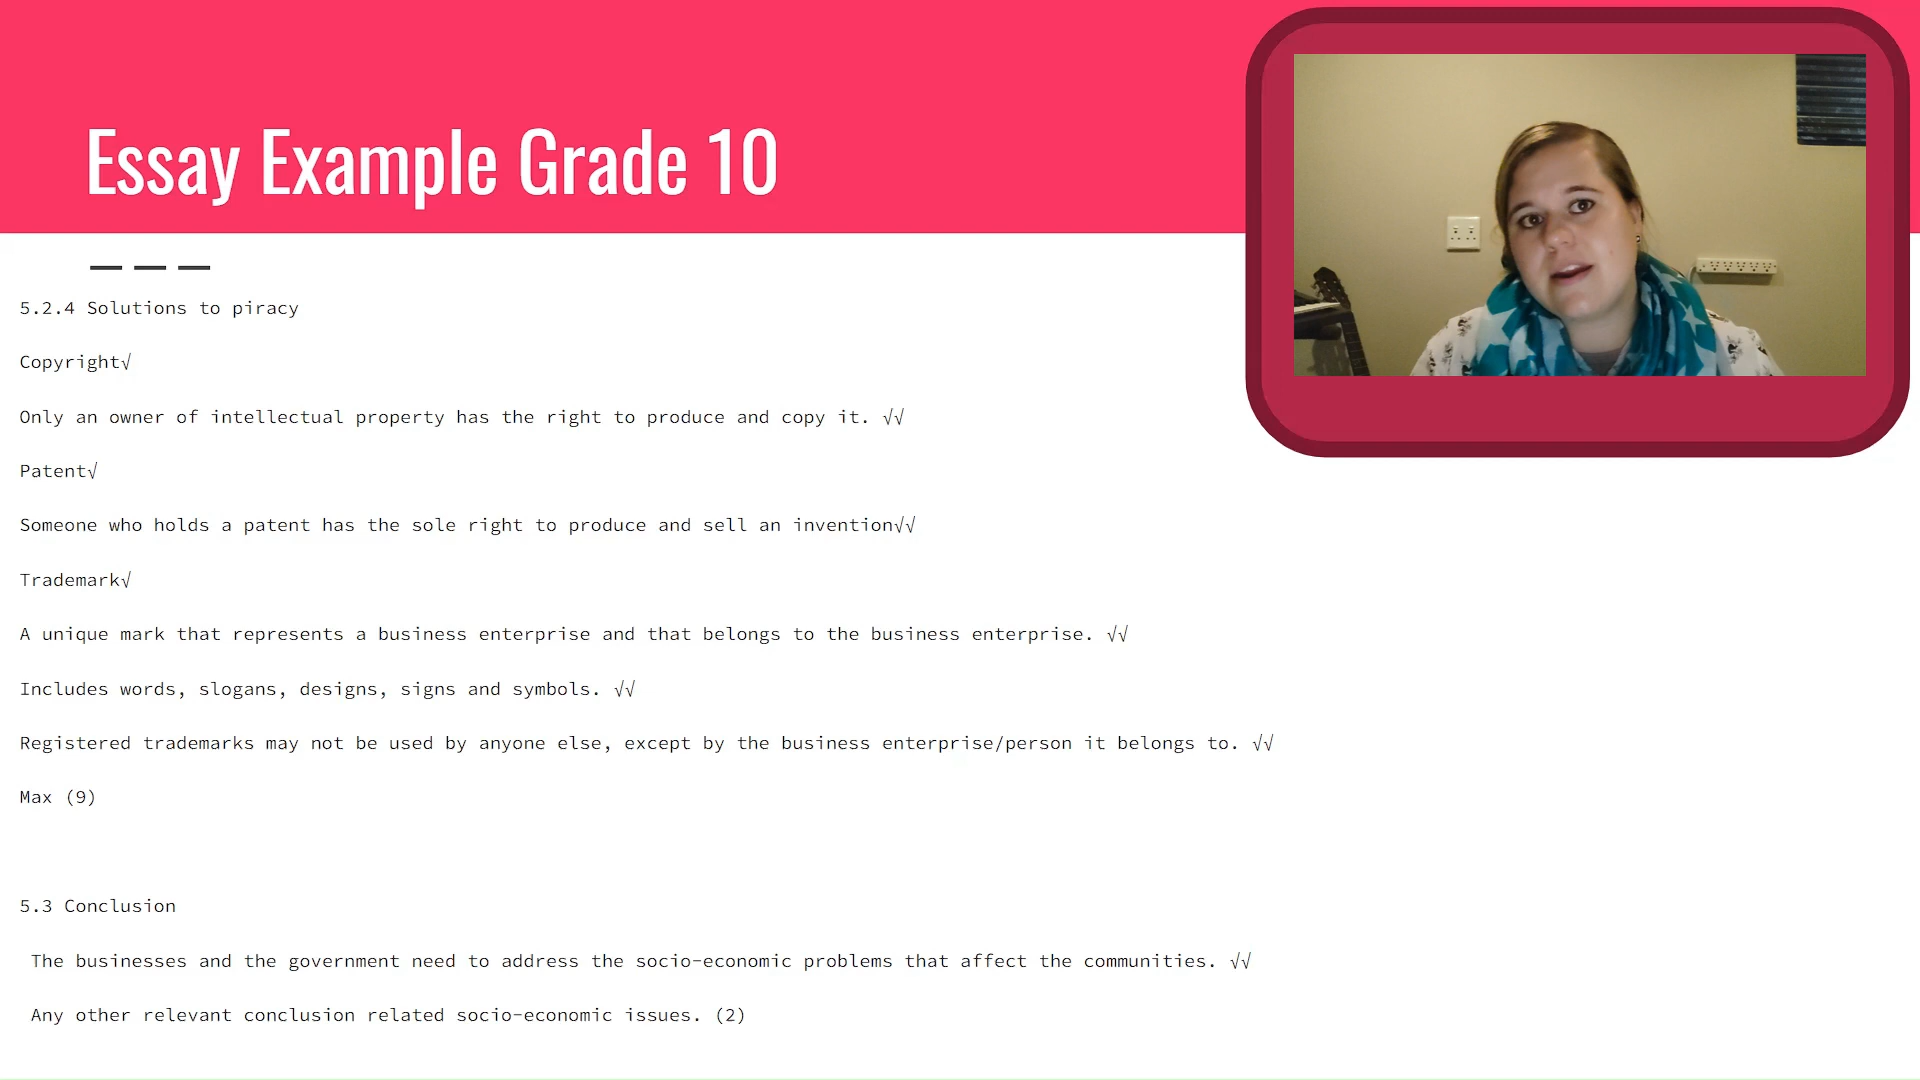 Essay Example Grade 10
5.2.4 Solutions to piracy
Copyright√
Only an owner of intellectual property has the right to produce and copy it. √√
Patent√
Someone who holds a patent has the sole right to produce and sell an invention√√
Trademark√
A unique mark that represents a business enterprise and that belongs to the business enterprise. √√
Includes words, slogans, designs, signs and symbols. √√
Registered trademarks may not be used by anyone else, except by the business enterprise/person it belongs to. √√
Max (9)
5.3 Conclusion
The businesses and the government need to address the socio-economic problems that affect the communities. √√
Any other relevant conclusion related socio-economic issues. (2)